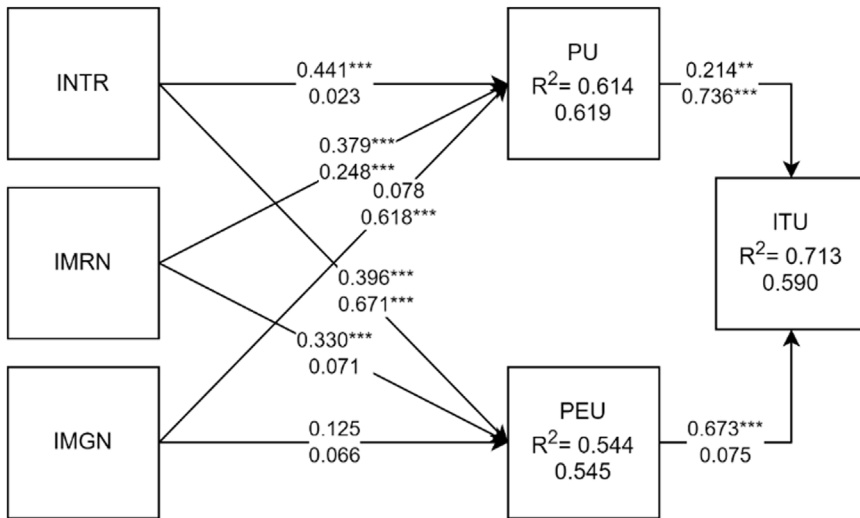 INTR
0.441***
0.023
PU
R²= 0.614
0.619
0.214**
0.736***
0.379***
0.248***
0.078
0.618***
IMRN
ITU
R²= 0.713
0.590
0.396***
0.671***
0.330***
0.071
IMGN
0.125
0.066
PEU
R²= 0.544
0.545
0.673***
0.075